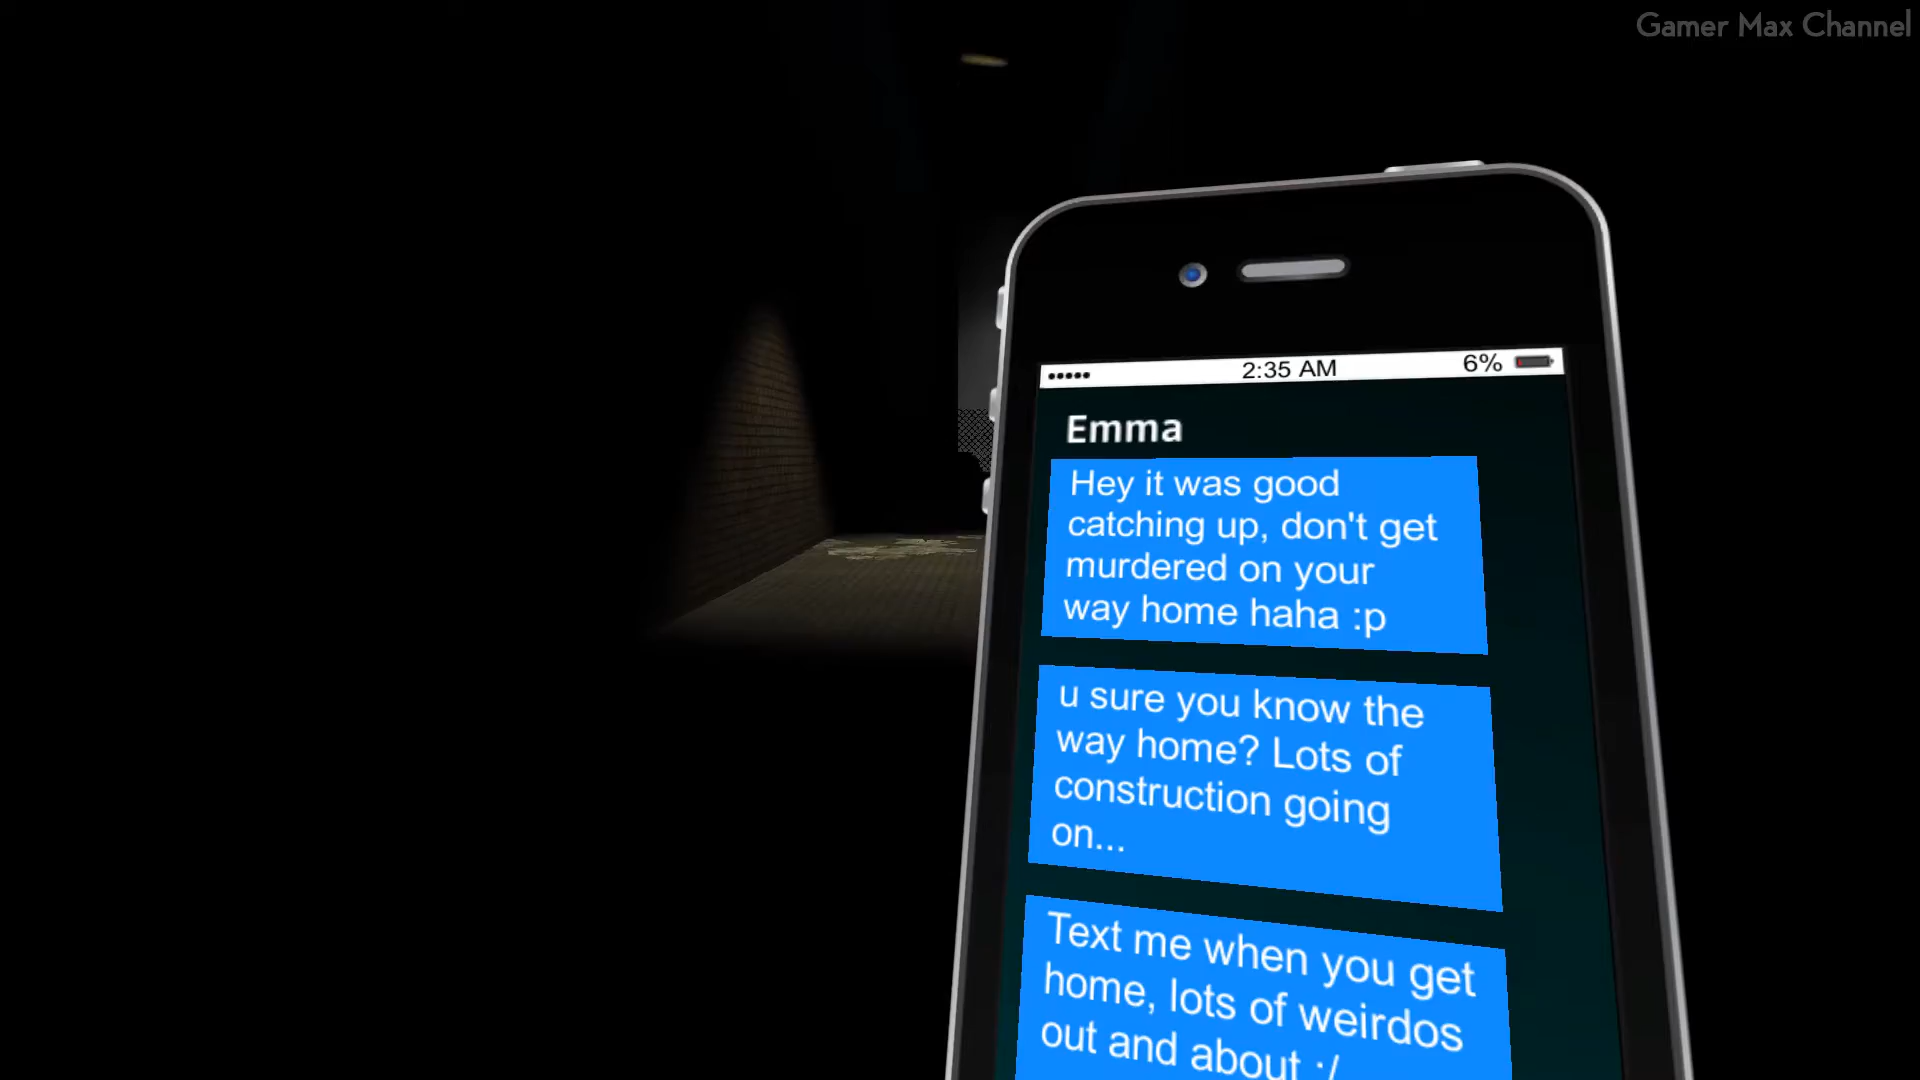 Gamer Max Channel
2:35 AM
6%
Emma
Hey it was good
catching up, don't get
murdered on your
way home haha :p
u sure you know the
way home? Lots of
construction going
on...
Text me when you get
home, lots of weirdos
out and about :/